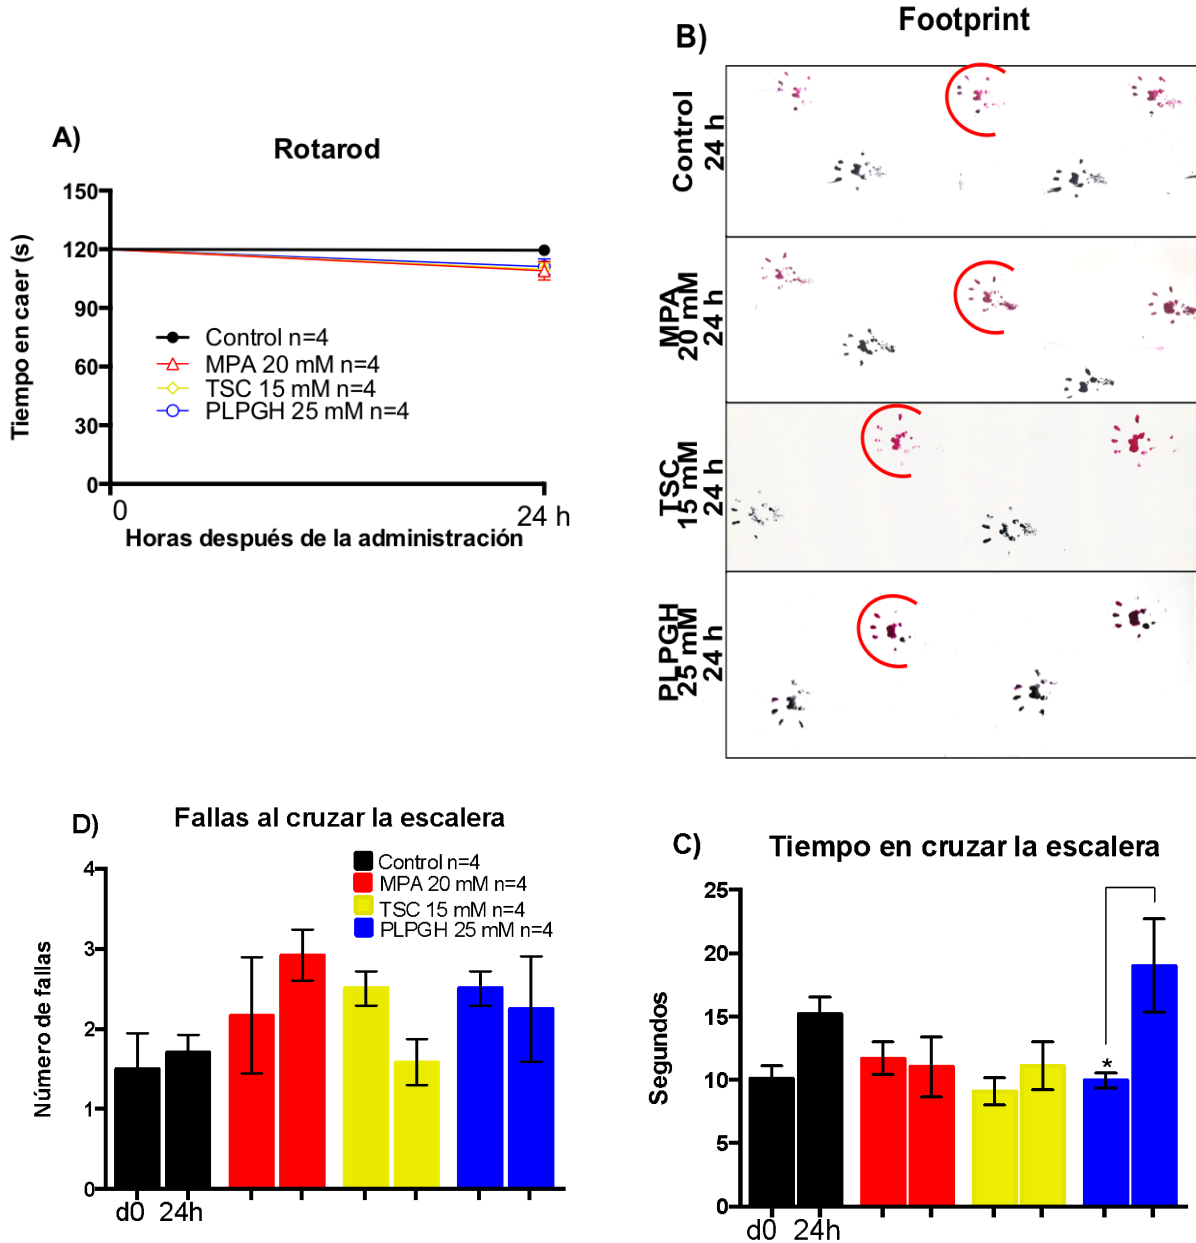 A)
Rotarod
150
120
90
60
30
0
Tiempo en caer (s)
Control n=4
MPA 20 mM n=4
TSC 15 mM n=4
PLPGH 25 mM n=4
0
24 h
Horas después de la administración
B)
Footprint
Control
24 h
MPA
20 mM
24 h
TSC
15 mM
24 h
PLPGH
25 mM
24 h
D)
Fallas al cruzar la escalera
4
3
2
1
0
Número de fallas
Control n=4
MPA 20 mM n=4
TSC 15 mM n=4
PLPGH 25 mM n=4
d0 24h
C)
Tiempo en cruzar la escalera
25
20
15
10
5
0
Segundos
*
d0 24h